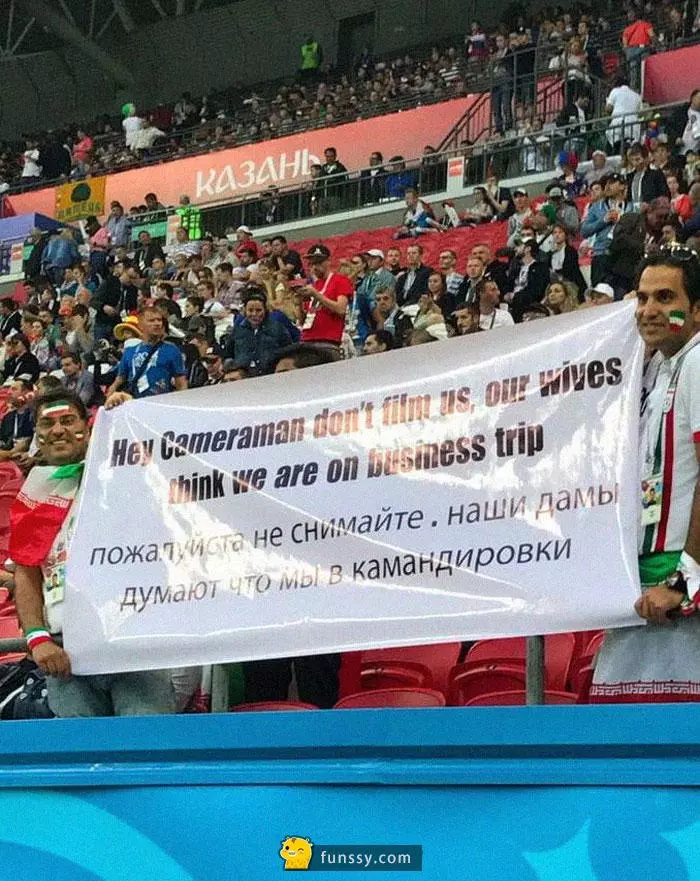 КАЗАНЬ
Hey Cameraman don't film us, our wives
think we are on business trip
пожалуйста не снимайте . наши дамы
думают что мы в камандировки
funssy.com